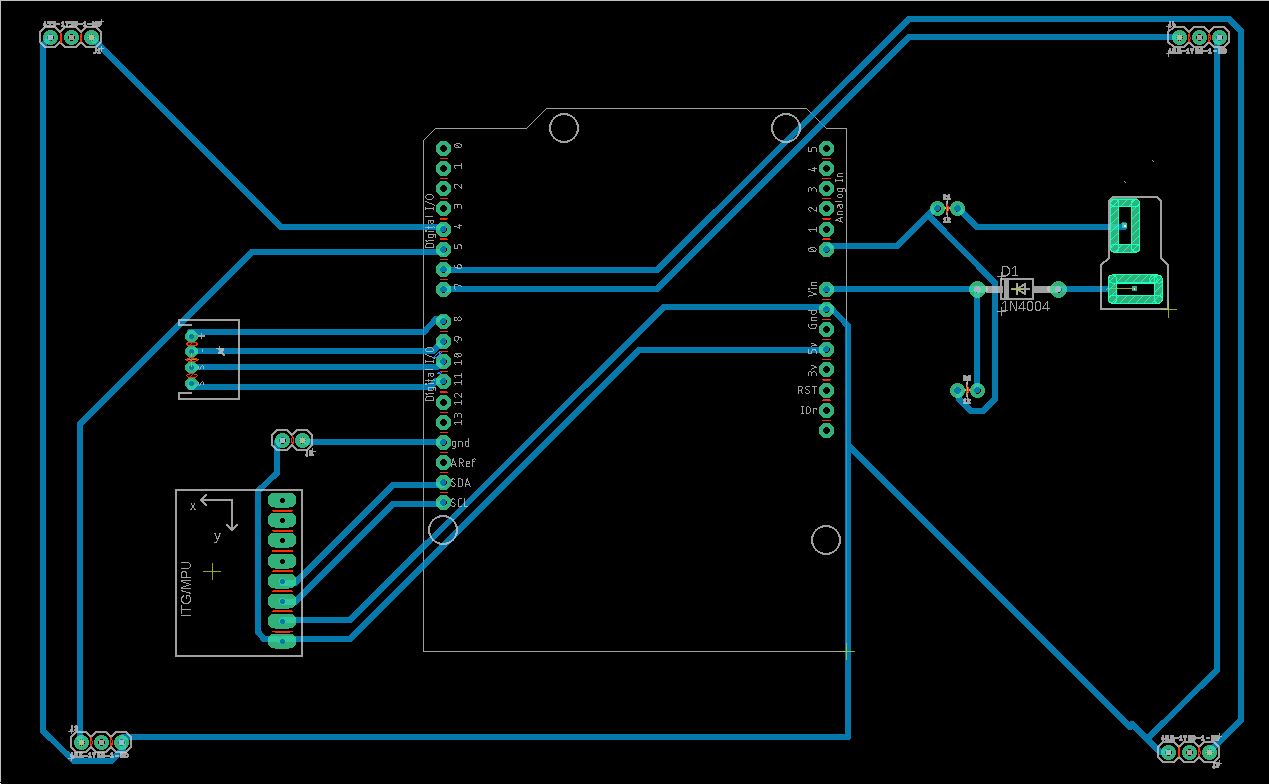 0
1
2
3
4
5
6
7
Digital I/O
8
9
10
11
12
13
Digital I/O
gnd
ARef
SDA
SCL
5
4
3
2
1
0
Analog In
Vin
Gnd
5v
3v
RST
IDr
D1
1N4004
x
y
ITG/MPU